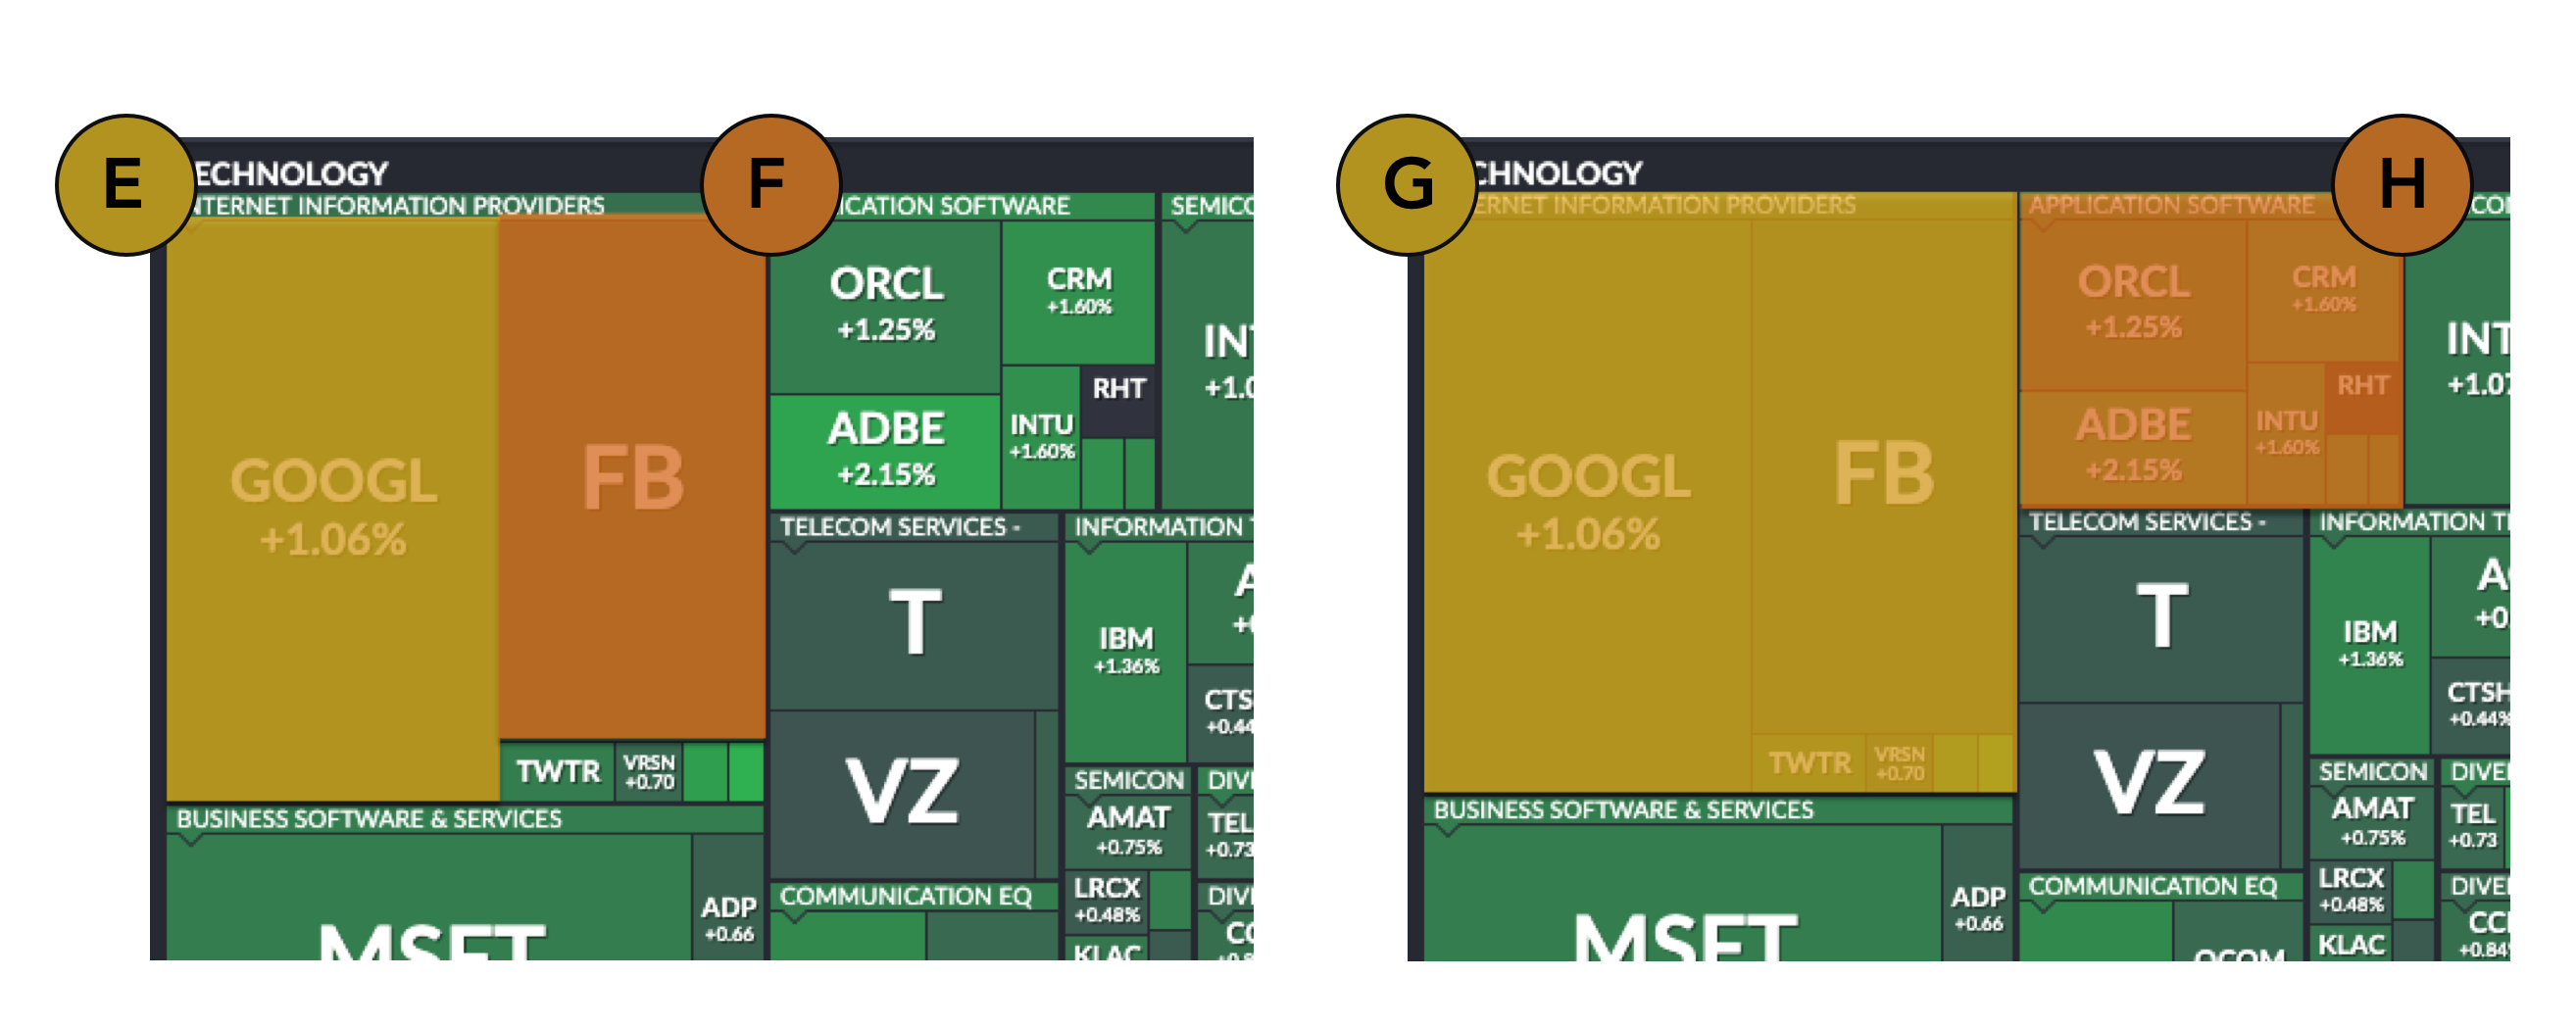 E
F
ECHNOLOGY
NTERNET INFORMATION PROVIDERS
ICATION SOFTWARE
SEMICO
GOOGL
+1.06%
FB
ORCL
+1.25%
CRM
+1.60%
ADBE
+2.15%
INTU
+1.60%
RHT
+1.0
TWTR
VRSN
+0.70
TELECOM SERVICES -
T
VZ
INFORMATION T
IBM
+1.36%
A
CTS
+0.44
BUSINESS SOFTWARE & SERVICES
MSFT
ADP
+0.66
COMMUNICATION EQ
SEMICON
AMAT
+0.75%
LRCX
+0.48%
KLAC
DIVE
TEL
+0.73
DIVE
G
H
CHNOLOGY
ERNET INFORMATION PROVIDERS
APPLICATION SOFTWARE
CO
GOOGL
+1.06%
FB
ORCL
+1.25%
CRM
+1.60%
ADBE
+2.15%
INTU
+1.60%
RHT
INT
+1.07
TWTR
VRSN
+0.70
TELECOM SERVICES -
T
VZ
INFORMATION T
IBM
+1.36%
A
+0
CTSH
+0.44%
BUSINESS SOFTWARE & SERVICES
MSFT
ADP
+0.66
COMMUNICATION EQ
QCOM
SEMICON
AMAT
+0.75%
LRCX
+0.48%
KLAC
DIVE
TEL
+0.73
DIVE
CC
+0.84